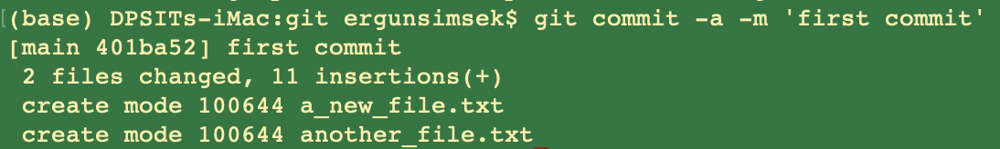 (base) DPSITs-iMac:git ergunsimsek$ git commit -a -m 'first commit'
[main 401ba52] first commit
 2 files changed, 11 insertions(+)
 create mode 100644 a_new_file.txt
 create mode 100644 another_file.txt